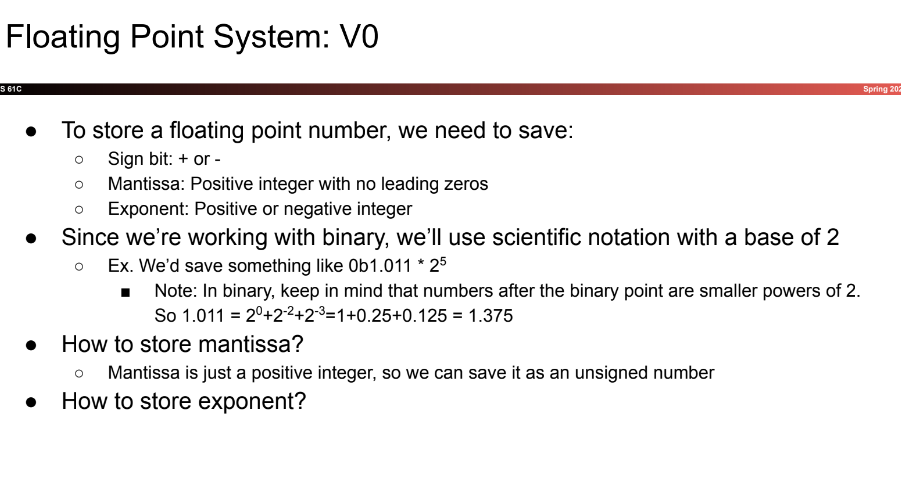 Floating Point System: V0
S 61C
Spring 202
● To store a floating point number, we need to save:
○ Sign bit: + or -
○ Mantissa: Positive integer with no leading zeros
○ Exponent: Positive or negative integer
● Since we’re working with binary, we’ll use scientific notation with a base of 2
○ Ex. We’d save something like 0b1.011 * 2⁵
■ Note: In binary, keep in mind that numbers after the binary point are smaller powers of 2.
So 1.011 = 2⁰+2⁻²+2⁻³=1+0.25+0.125 = 1.375
● How to store mantissa?
○ Mantissa is just a positive integer, so we can save it as an unsigned number
● How to store exponent?